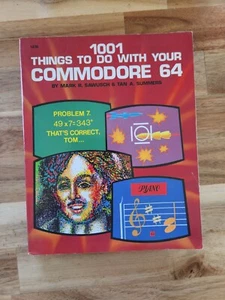 1001
THINGS TO DO WITH YOUR
COMMODORE 64
BY MARK R. SAWUSCH & TAN A. SUMMERS
PROBLEM 7:
49 x 7 = 343"
THAT'S CORRECT,
TOM...
PIANO